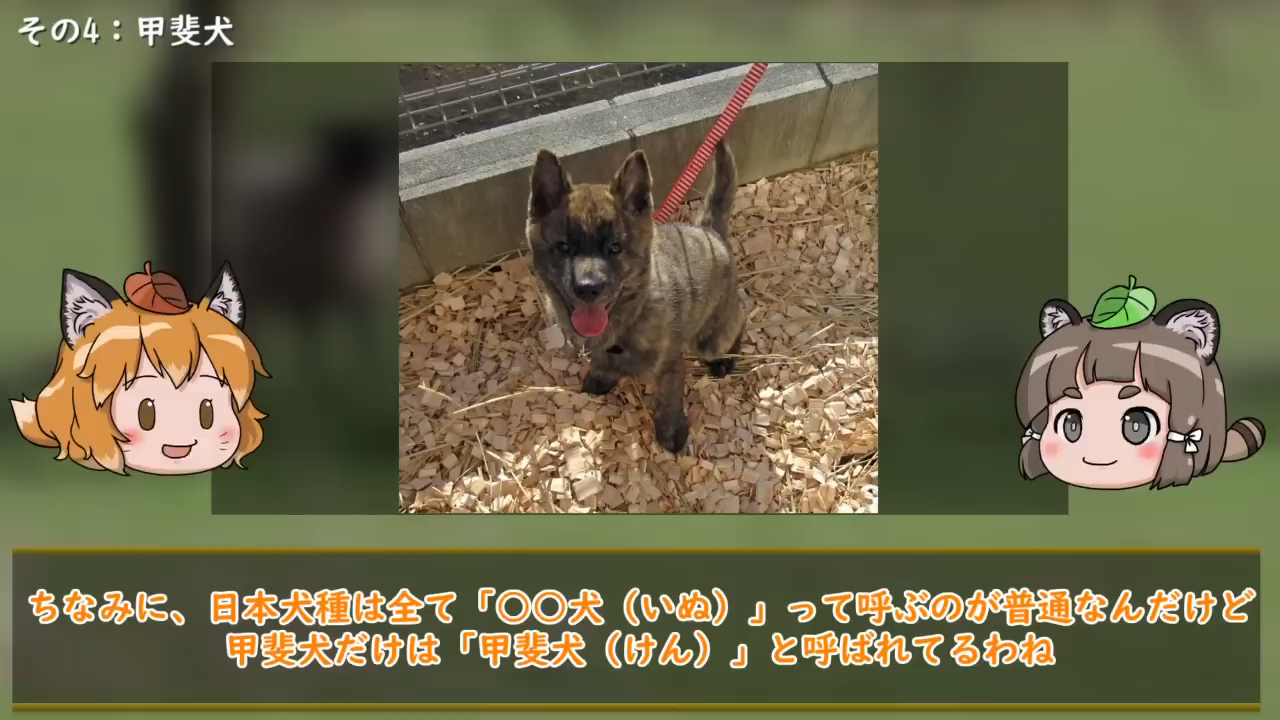 その4：甲斐犬
ちなみに、日本犬種は全て「〇〇犬（いぬ）」って呼ぶのが普通なんだけど
甲斐犬だけは「甲斐犬（けん）」と呼ばれてるわね